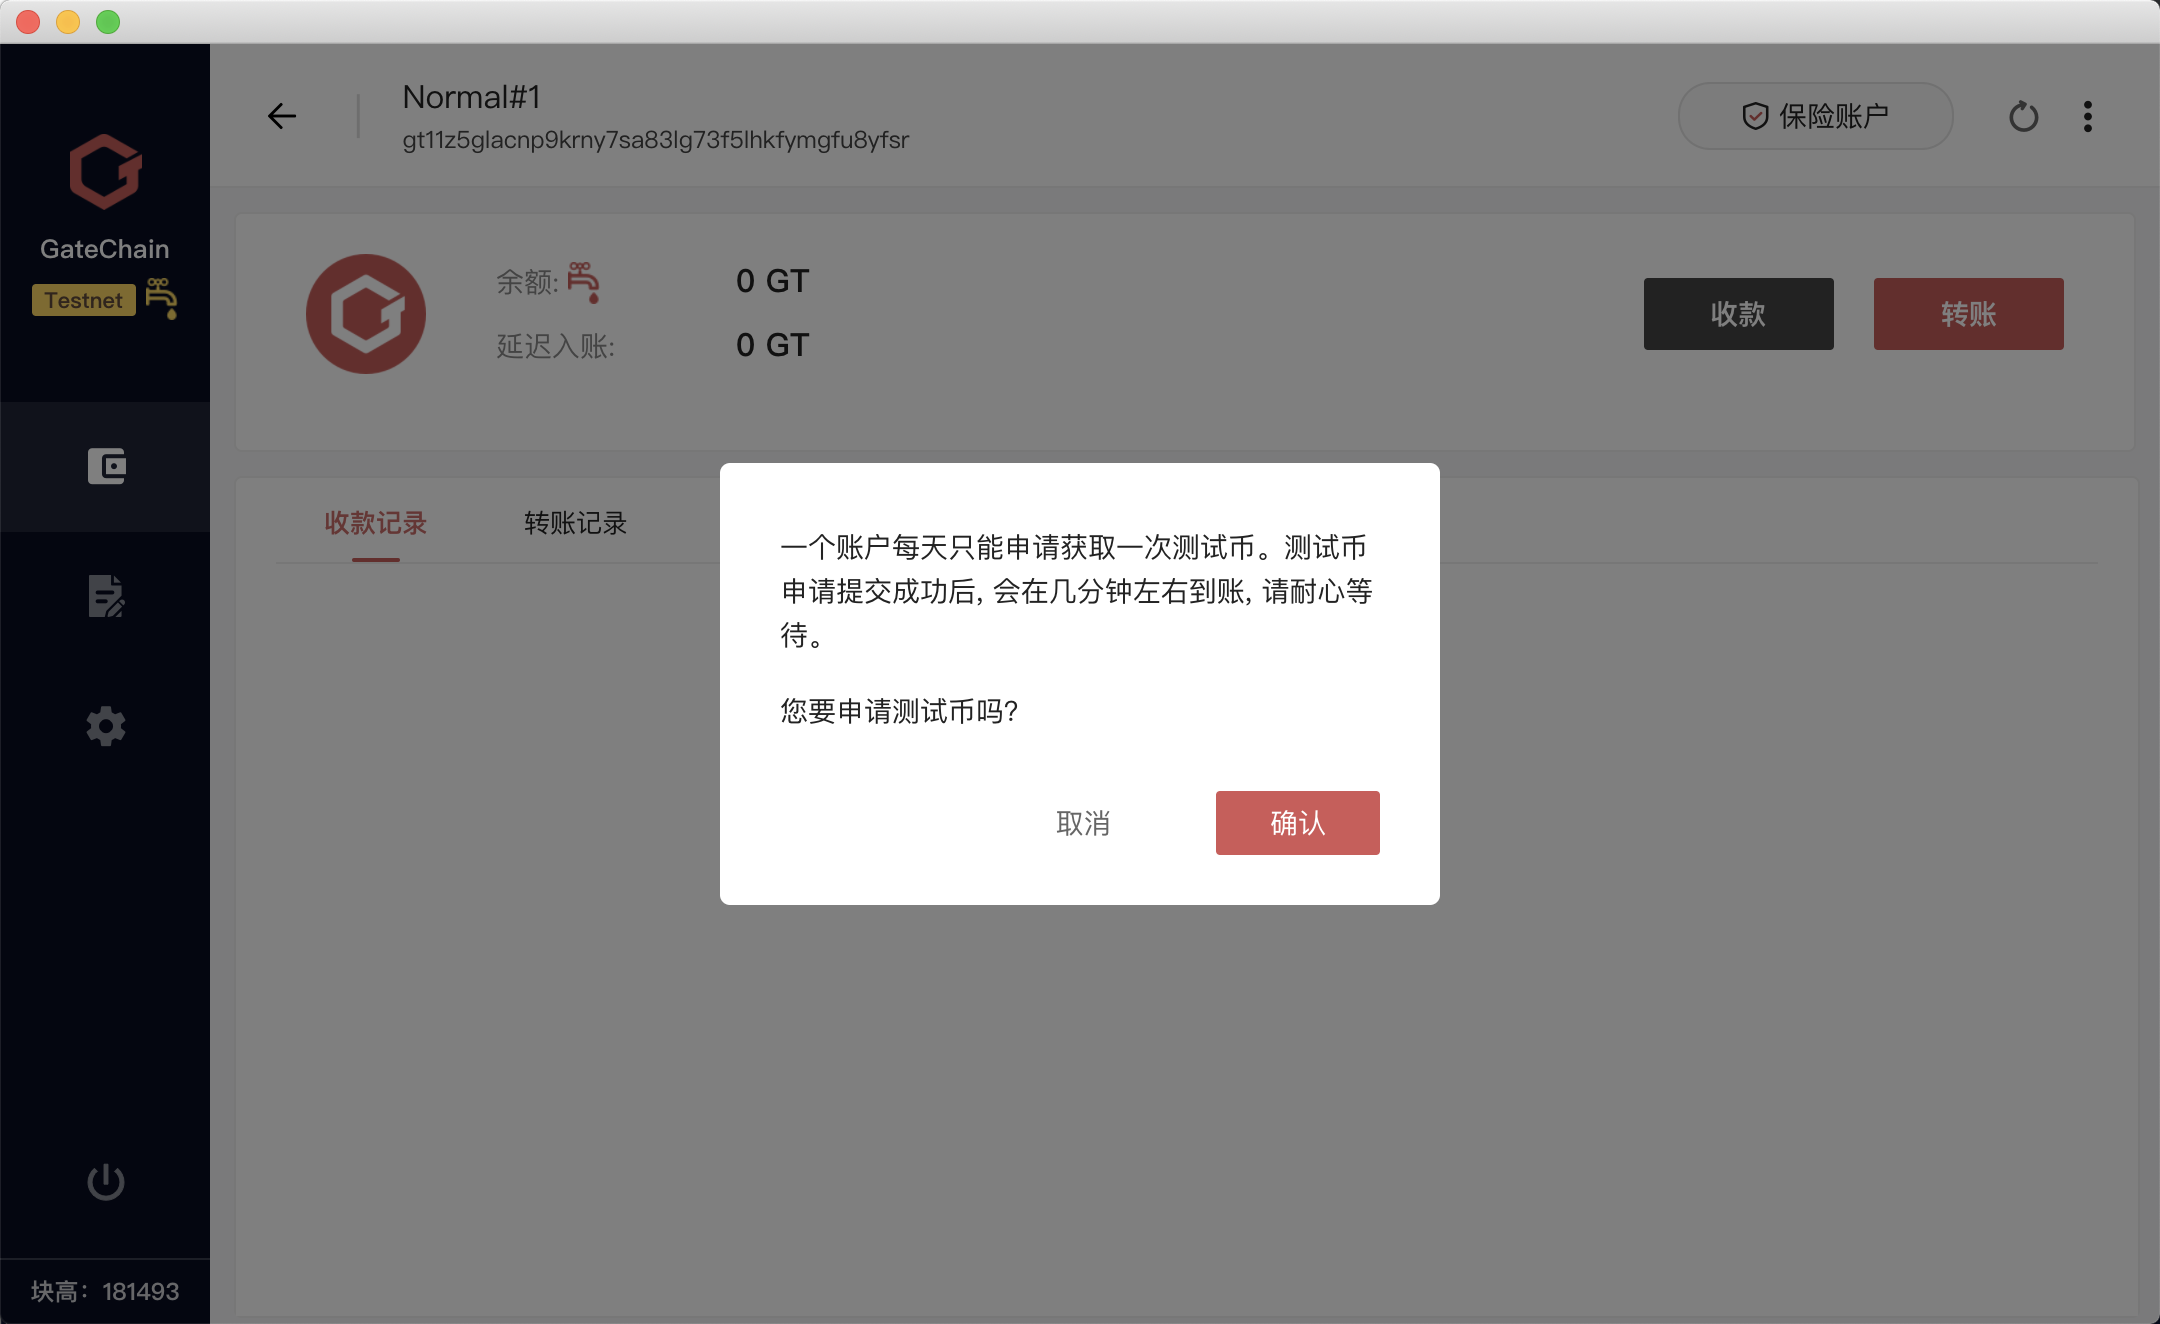 Normal#1
gt11z5glacnp9krny7sa83lg73f5lhkfymgfu8yfsr
保险账户
GateChain
Testnet
余额:
0 GT
延迟入账:
0 GT
收款
转账
收款记录
转账记录
一个账户每天只能申请获取一次测试币。测试币
申请提交成功后, 会在几分钟左右到账, 请耐心等
待。
您要申请测试币吗?
取消
确认
块高：181493